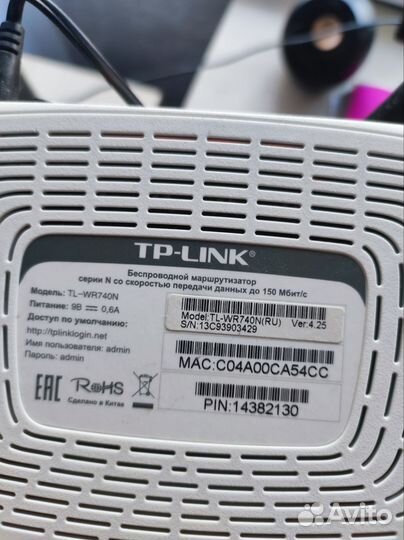 TP-LINK
Беспроводной маршрутизатор
серии N со скоростью передачи данных до 150 Мбит/с
Модель: TL-WR740N
Питание: 9В 0,6А
Доступ по умолчанию:
http://tplinklogin.net
Имя пользователя: admin
Пароль: admin
Model:TL-WR740N(RU) Ver:4.25
S/N:13C93903429
MAC:C04A00CA54CC
PIN:14382130
EAC RoHS
Сделано в Китае
Avito